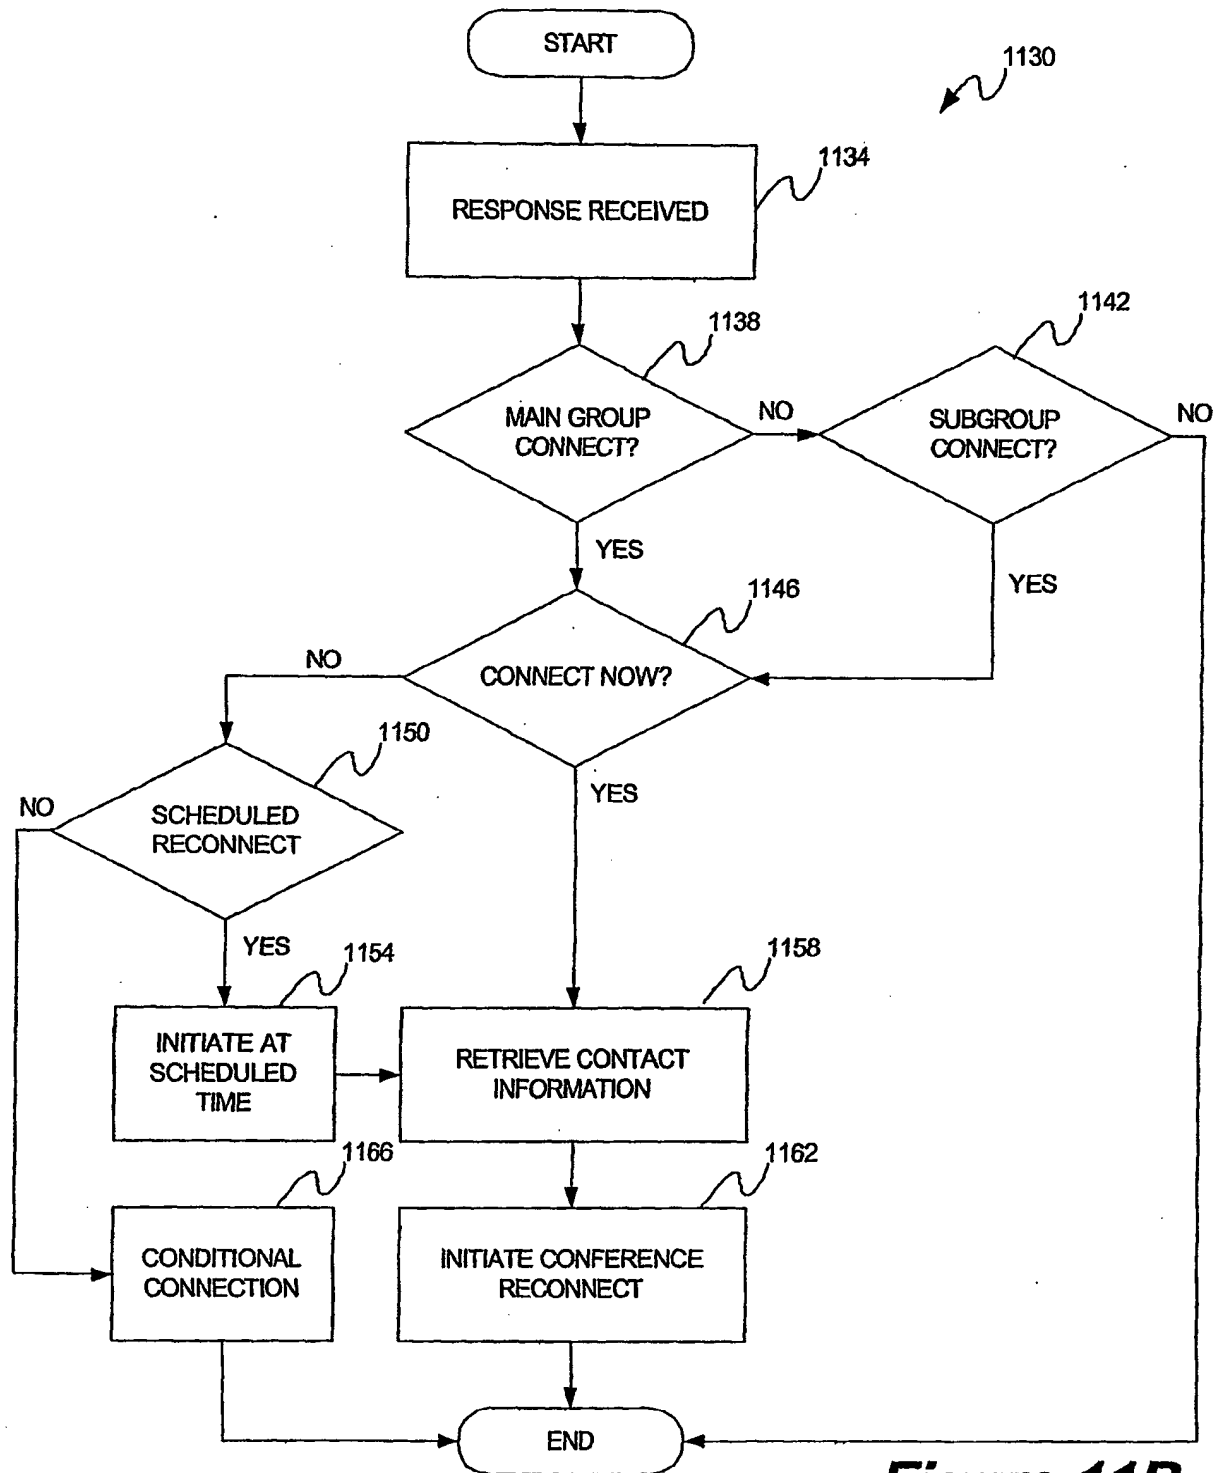 START
1130
1134
RESPONSE RECEIVED
1138
1142
MAIN GROUP
CONNECT?
NO
SUBGROUP
CONNECT?
NO
YES
YES
1146
NO
CONNECT NOW?
1150
YES
NO
SCHEDULED
RECONNECT
YES
1154
1158
INITIATE AT
SCHEDULED
TIME
RETRIEVE CONTACT
INFORMATION
1166
1162
CONDITIONAL
CONNECTION
INITIATE CONFERENCE
RECONNECT
END
Figure 11B